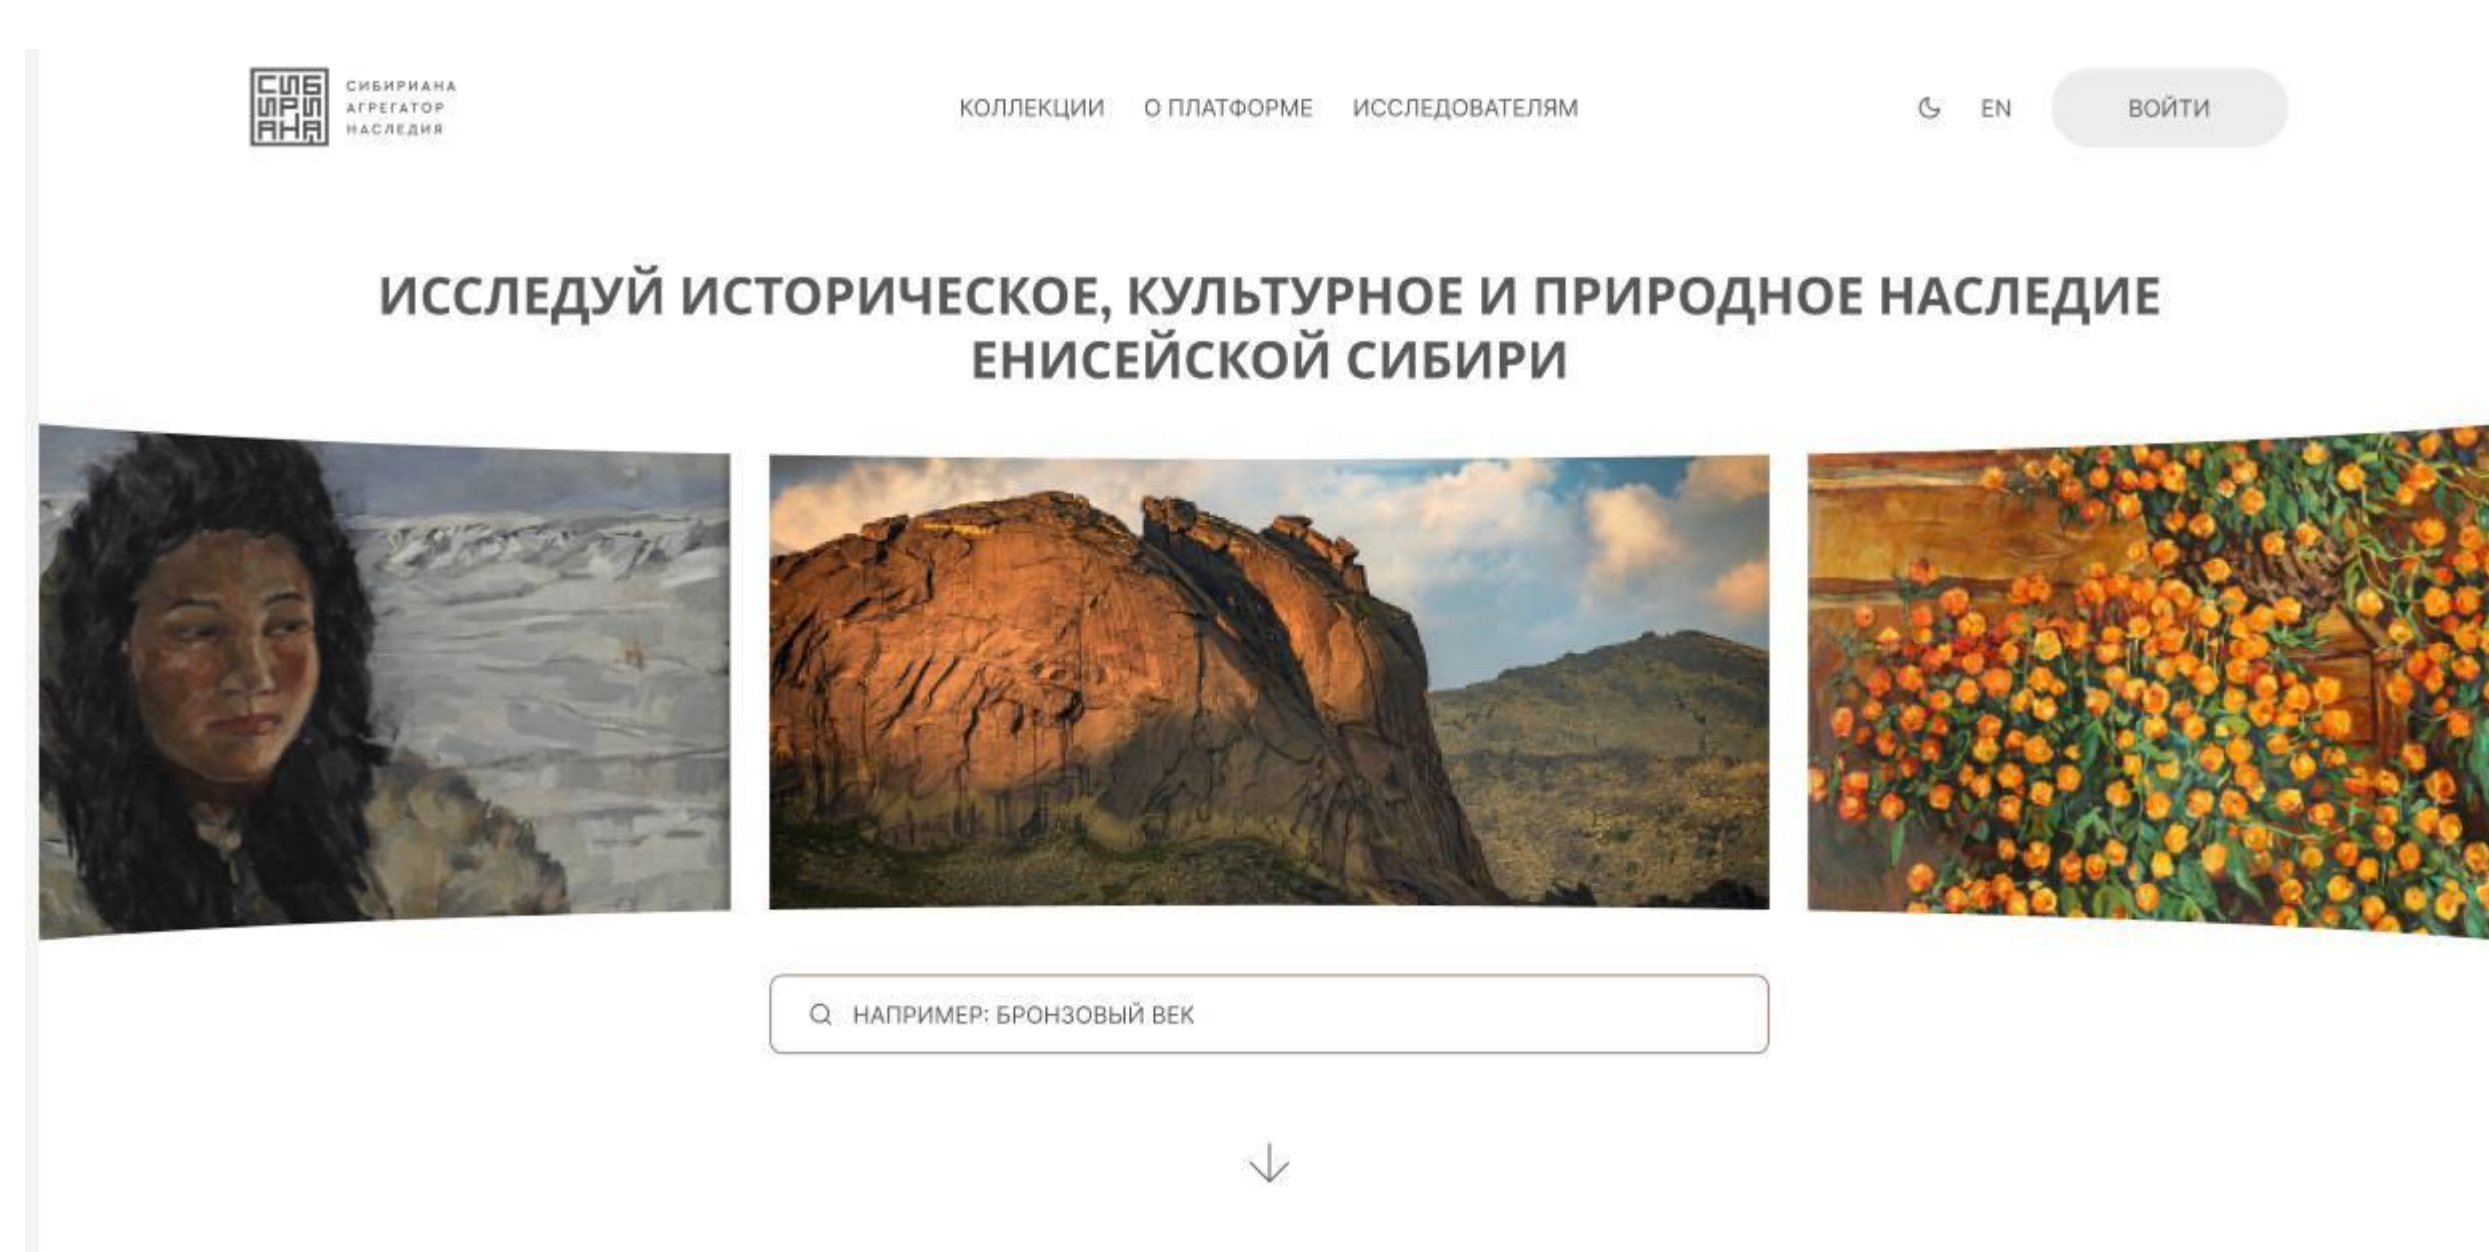 СИБ
ИРИ
АНА
СИБИРИАНА
АГРЕГАТОР
НАСЛЕДИЯ
КОЛЛЕКЦИИ
О ПЛАТФОРМЕ
ИССЛЕДОВАТЕЛЯМ
EN
ВОЙТИ
ИССЛЕДУЙ ИСТОРИЧЕСКОЕ, КУЛЬТУРНОЕ И ПРИРОДНОЕ НАСЛЕДИЕ
ЕНИСЕЙСКОЙ СИБИРИ
НАПРИМЕР: БРОНЗОВЫЙ ВЕК